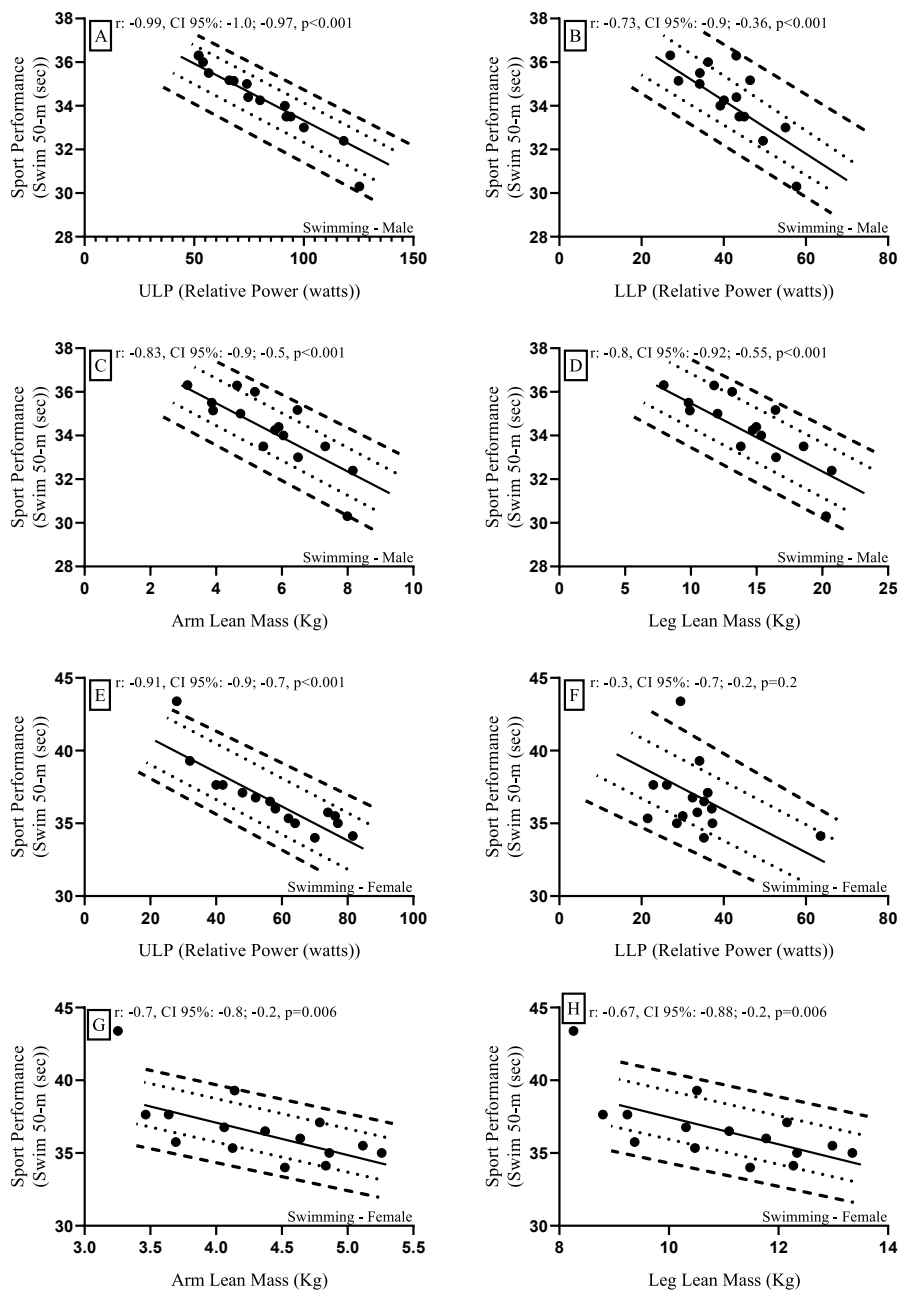 A r: -0.99, CI 95%: -1.0; -0.97, p<0.001
Sport Performance
(Swim 50-m (sec))
38
36
34
32
30
28
0 50 100 150
Swimming - Male
ULP (Relative Power (watts))
B r: -0.73, CI 95%: -0.9; -0.36, p<0.001
Sport Performance
(Swim 50-m (sec))
38
36
34
32
30
28
0 20 40 60 80
Swimming - Male
LLP (Relative Power (watts))
C r: -0.83, CI 95%: -0.9; -0.5, p<0.001
Sport Performance
(Swim 50-m (sec))
38
36
34
32
30
28
0 2 4 6 8 10
Swimming - Male
Arm Lean Mass (Kg)
D r: -0.8, CI 95%: -0.92; -0.55, p<0.001
Sport Performance
(Swim 50-m (sec))
38
36
34
32
30
28
0 5 10 15 20 25
Swimming - Male
Leg Lean Mass (Kg)
E r: -0.91, CI 95%: -0.9; -0.7, p<0.001
Sport Performance
(Swim 50-m (sec))
45
40
35
30
0 20 40 60 80 100
Swimming - Female
ULP (Relative Power (watts))
F r: -0.3, CI 95%: -0.7; -0.2, p=0.2
Sport Performance
(Swim 50-m (sec))
45
40
35
30
0 20 40 60 80
Swimming - Female
LLP (Relative Power (watts))
G r: -0.7, CI 95%: -0.8; -0.2, p=0.006
Sport Performance
(Swim 50-m (sec))
45
40
35
30
3.0 3.5 4.0 4.5 5.0 5.5
Swimming - Female
Arm Lean Mass (Kg)
H r: -0.67, CI 95%: -0.88; -0.2, p=0.006
Sport Performance
(Swim 50-m (sec))
45
40
35
30
8 10 12 14
Swimming - Female
Leg Lean Mass (Kg)